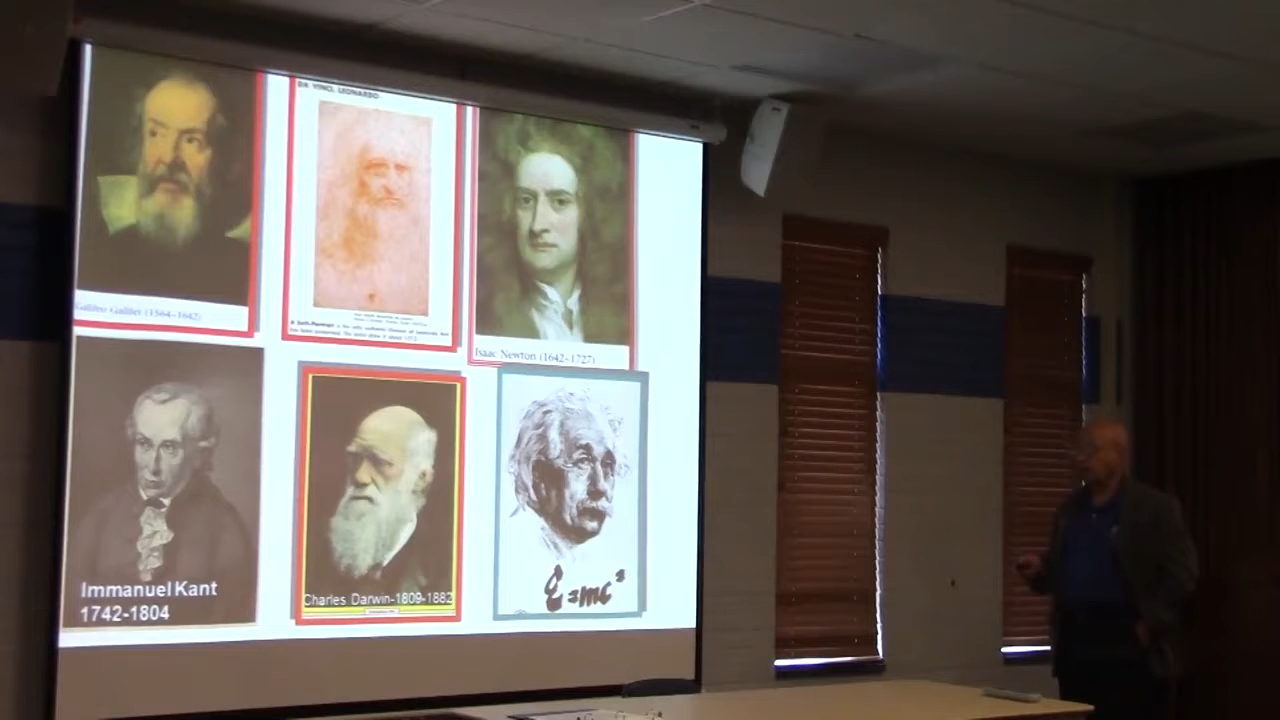 DA VINCI, LEONARDO
Galileo Galilei (1564-1642)
Isaac Newton (1642-1727)
Immanuel Kant
1742-1804
Charles Darwin-1809-1882
E=mc²